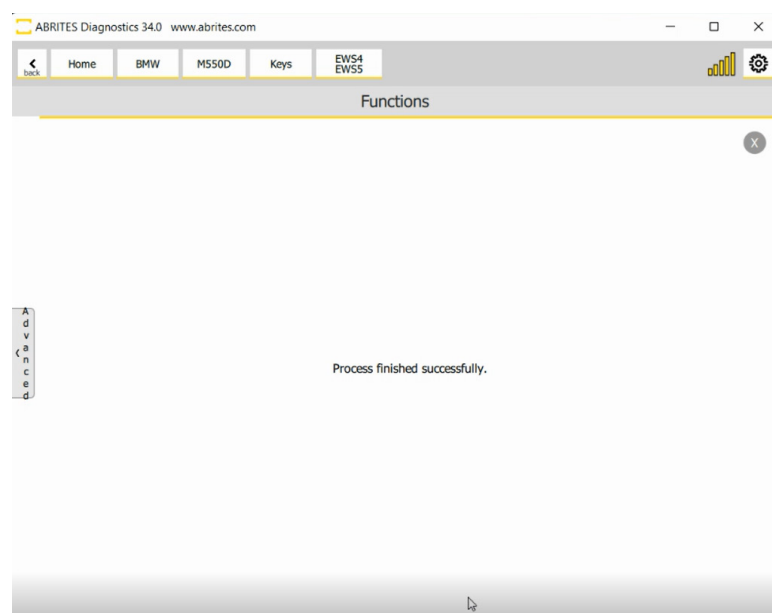 ABRITES Diagnostics 34.0 www.abrites.com
back
Home
BMW
M550D
Keys
EWS4
EWS5
Functions
X
Advanced
Process finished successfully.